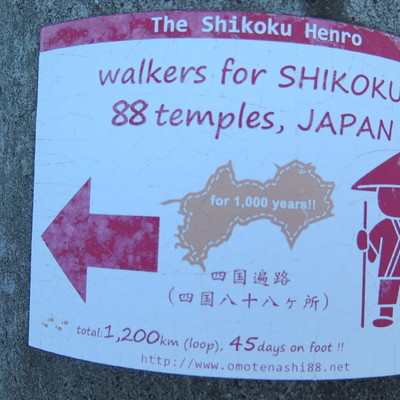 The Shikoku Henro
walkers for SHIKOKU
88 temples, JAPAN
for 1,000 years!!
四国遍路
(四国八十八ヶ所)
total:1,200km (loop), 45days on foot !!
http://www.omotenashi88.net